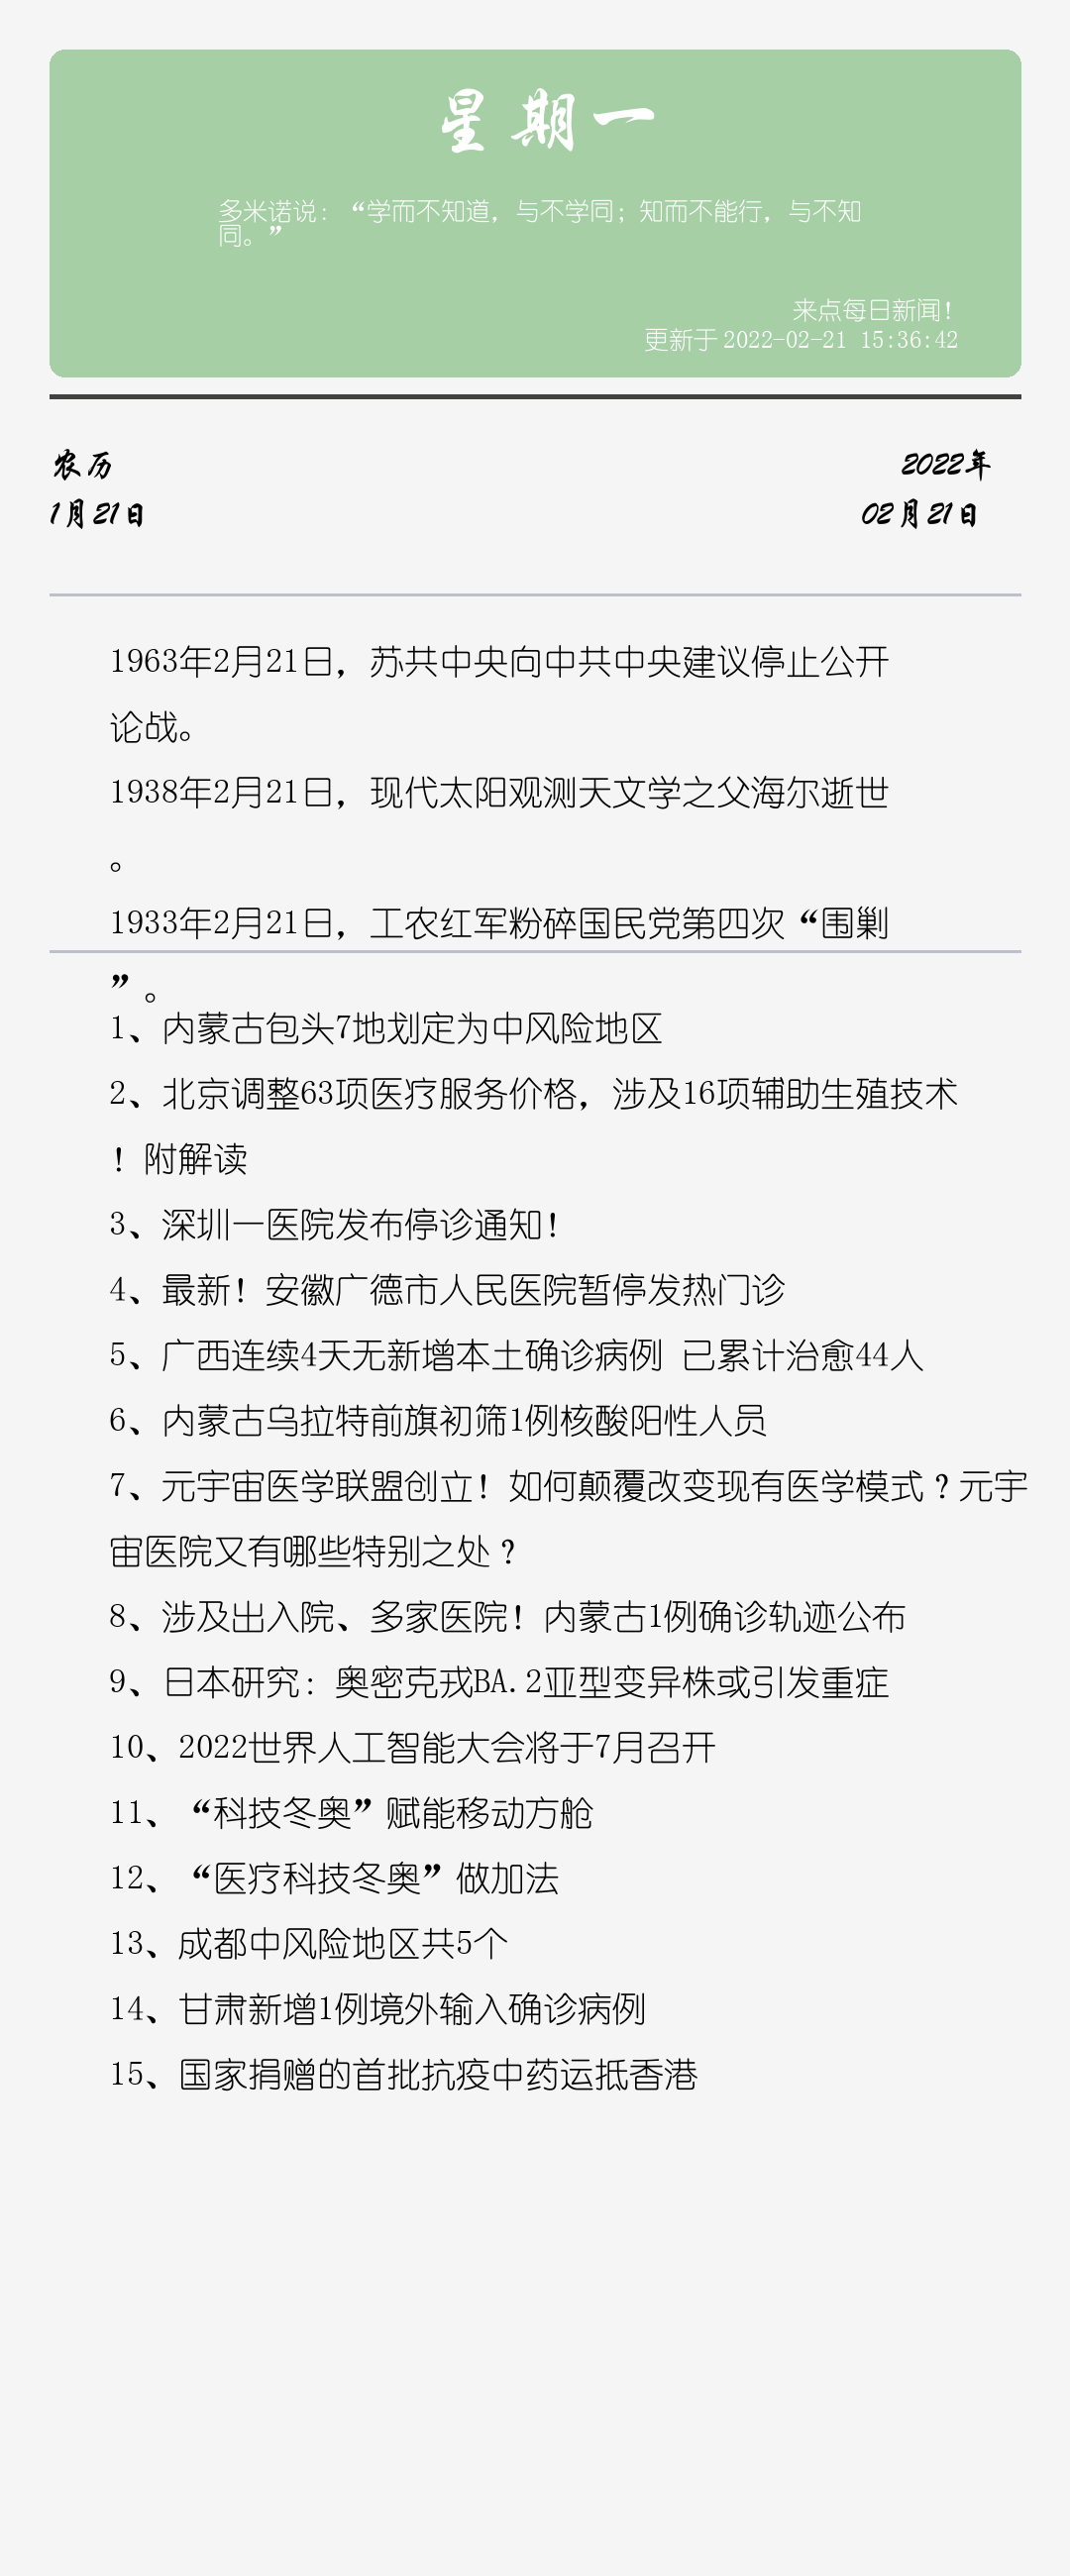 星期一
多米诺说：“学而不知道，与不学同；知而不能行，与不知
同。”
来点每日新闻！
更新于 2022-02-21 15:36:42
农历
2022年
1月21日
02月21日
1963年2月21日，苏共中央向中共中央建议停止公开
论战。
1938年2月21日，现代太阳观测天文学之父海尔逝世
。
1933年2月21日，工农红军粉碎国民党第四次“围剿
”。
1、内蒙古包头7地划定为中风险地区
2、北京调整63项医疗服务价格，涉及16项辅助生殖技术
！附解读
3、深圳一医院发布停诊通知！
4、最新！安徽广德市人民医院暂停发热门诊
5、广西连续4天无新增本土确诊病例 已累计治愈44人
6、内蒙古乌拉特前旗初筛1例核酸阳性人员
7、元宇宙医学联盟创立！如何颠覆改变现有医学模式？元宇
宙医院又有哪些特别之处？
8、涉及出入院、多家医院！内蒙古1例确诊轨迹公布
9、日本研究：奥密克戎BA.2亚型变异株或引发重症
10、2022世界人工智能大会将于7月召开
11、“科技冬奥”赋能移动方舱
12、“医疗科技冬奥”做加法
13、成都中风险地区共5个
14、甘肃新增1例境外输入确诊病例
15、国家捐赠的首批抗疫中药运抵香港